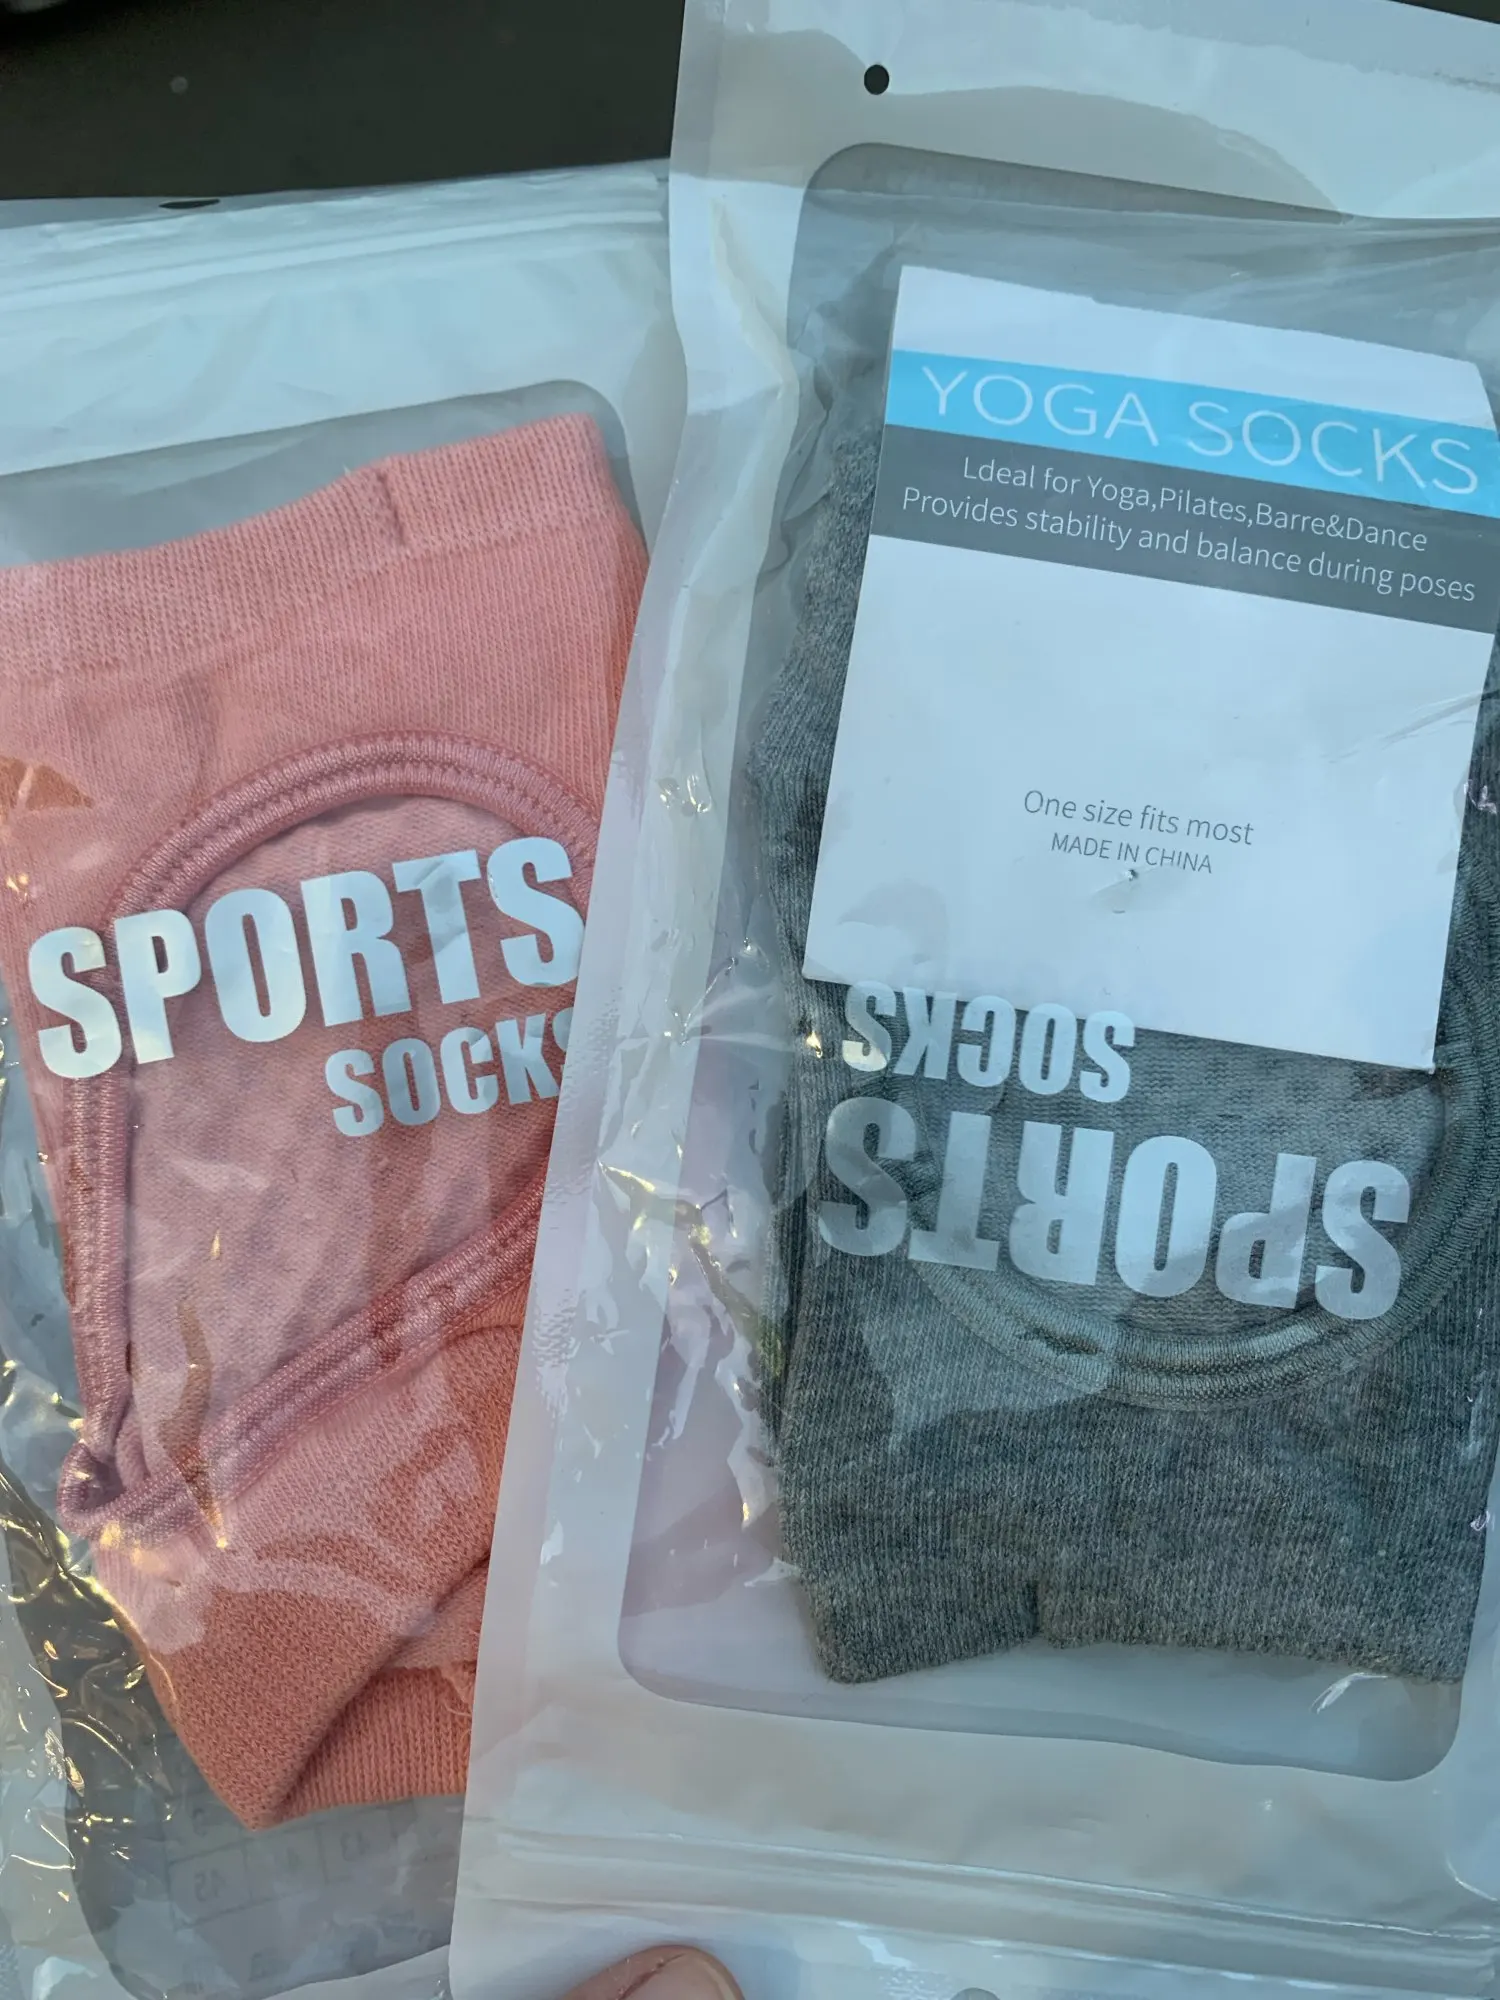 SPORTS
SOCKS
YOGA SOCKS
Ldeal for Yoga,Pilates,Barre&Dance
Provides stability and balance during poses
One size fits most
MADE IN CHINA
SOCKS
SPORTS